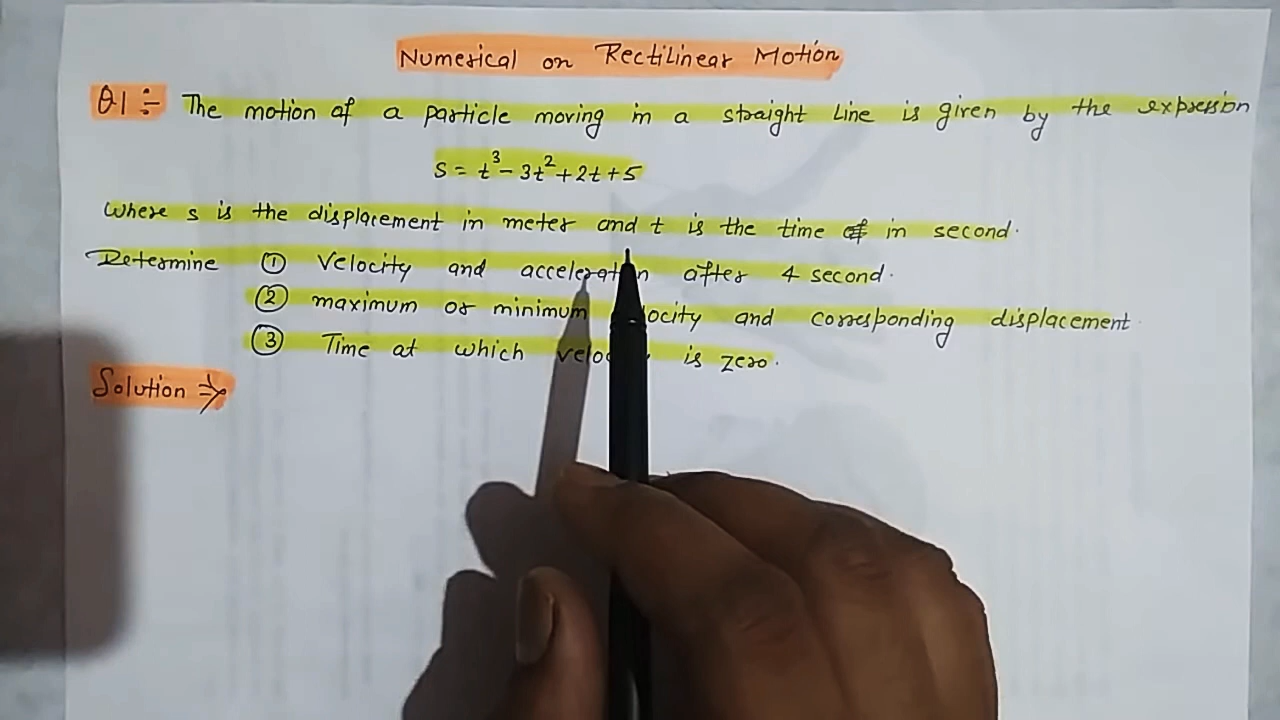 Numerical on Rectilinear Motion
Q1:- The motion of a particle moving in a straight line is given by the expression
s = t³ - 3t² + 2t + 5
where s is the displacement in meter and t is the time in second.
Determine ① Velocity and acceleration after 4 second.
② maximum or minimum and corresponding displacement
③ Time at which is zero.
Solution ⇒